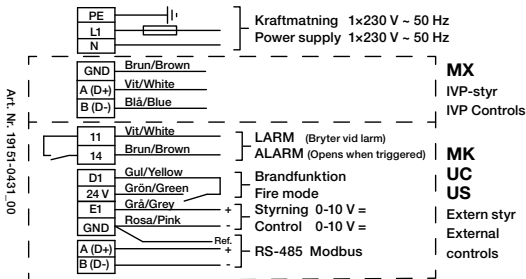 PE
L1
N
Kraftmatning 1×230 V ~ 50 Hz
Power supply 1×230 V ~ 50 Hz
GND Brun/Brown
A (D+) Vit/White
B (D-) Blå/Blue
MX
IVP-styr
IVP Controls
Art. Nr. 19151-0431_00
11 Vit/White
14 Brun/Brown
LARM (Bryter vid larm)
ALARM (Opens when triggered)
D1 Gul/Yellow
24 V Grön/Green
Brandfunktion
Fire mode
E1 Grå/Grey +
GND Rosa/Pink -
Styrning 0-10 V =
Control 0-10 V =
Ref.
A (D+) +
B (D-) -
RS-485 Modbus
MK
UC
US
Extern styr
External
controls